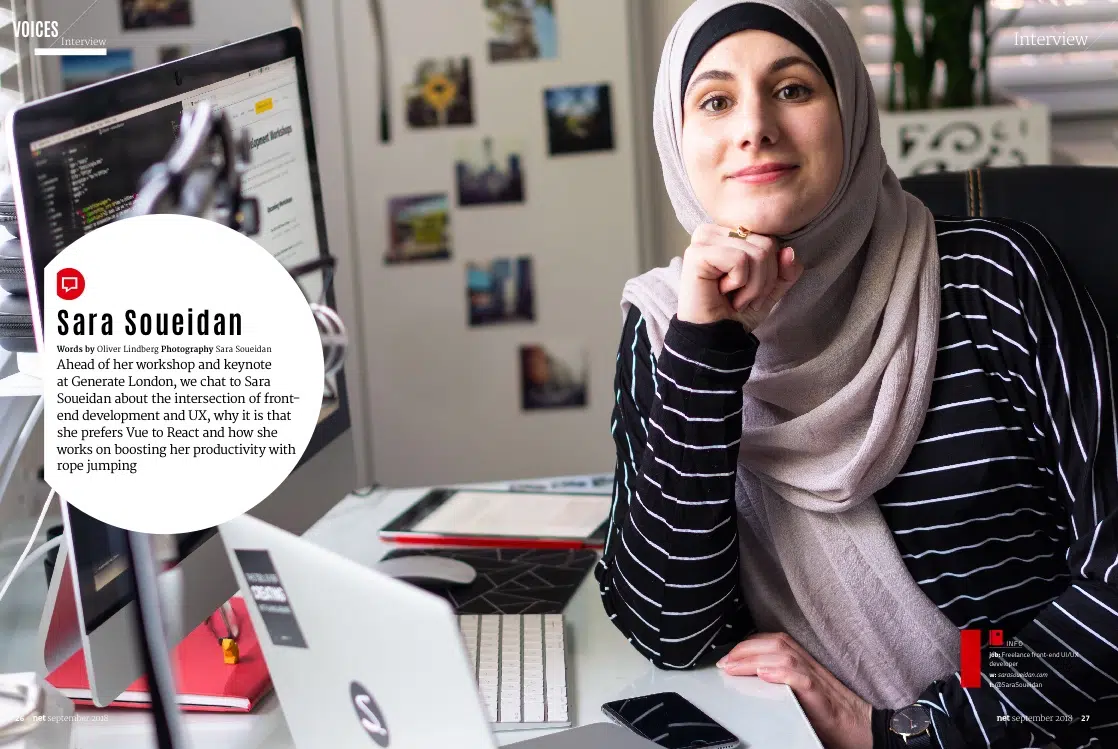 VOICES
Interview
Interview
Development Workshops
Sara Soueidan
Words by Oliver Lindberg Photography Sara Soueidan
Ahead of her workshop and keynote
at Generate London, we chat to Sara
Soueidan about the intersection of front-
end development and UX, why it is that
she prefers Vue to React and how she
works on boosting her productivity with
rope jumping
CREATING
S
INFO
job: Freelance front-end UI/UX
developer
w: sarasoueidan.com
t: @SaraSoueidan
26 net september 2018
net september 2018 27